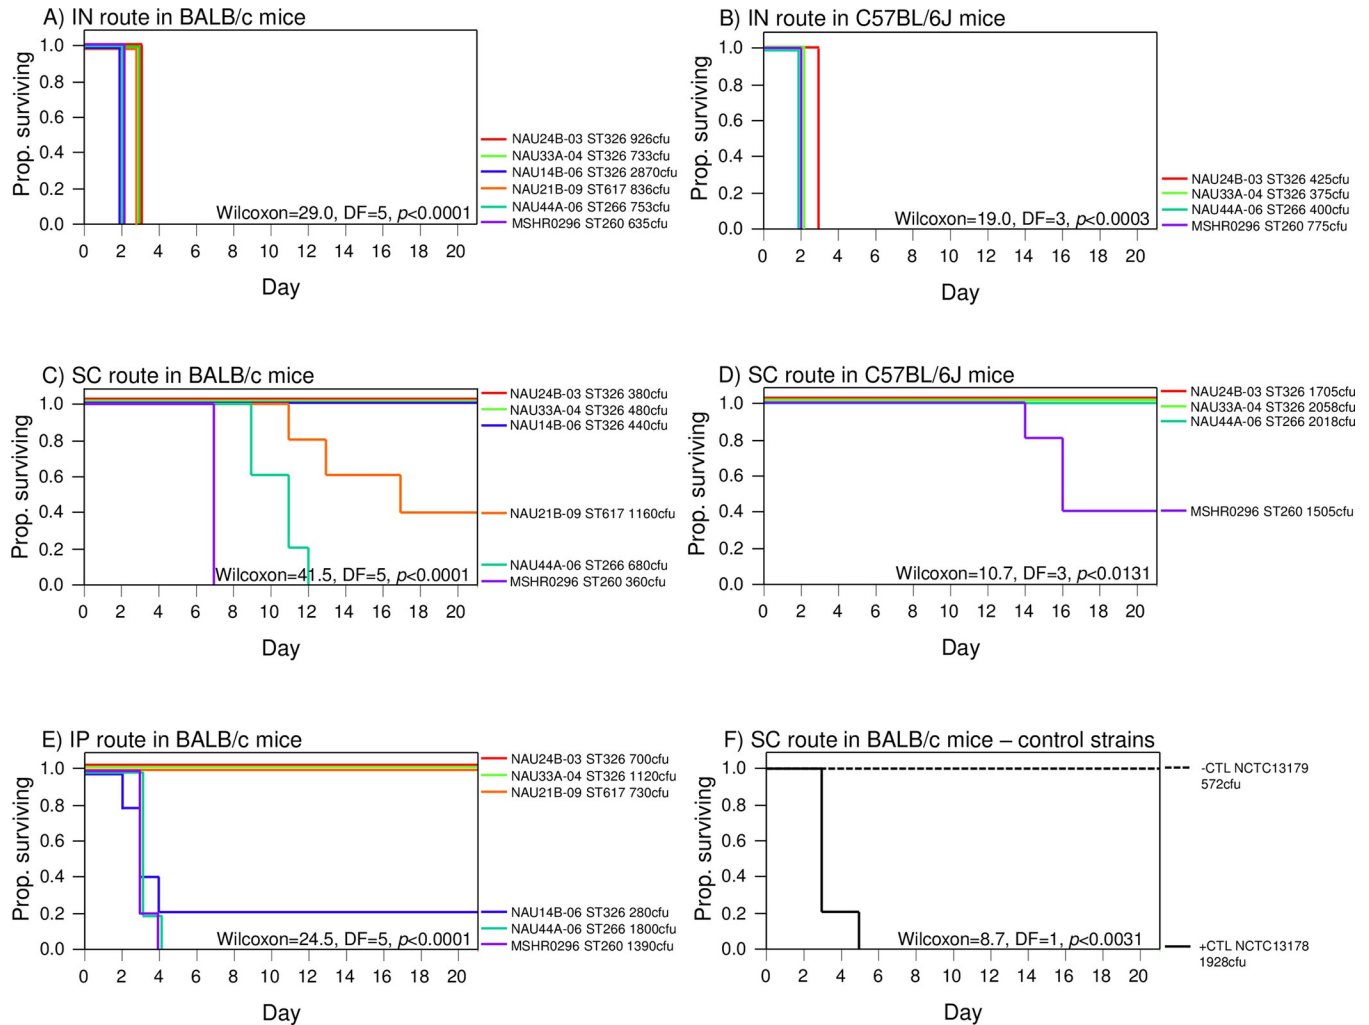 A) IN route in BALB/c mice
Prop. surviving
1.0
0.8
0.6
0.4
0.2
0.0
Wilcoxon=29.0, DF=5, p<0.0001
0 2 4 6 8 10 12 14 16 18 20
Day
NAU24B-03 ST326 926cfu
NAU33A-04 ST326 733cfu
NAU14B-06 ST326 2870cfu
NAU21B-09 ST617 836cfu
NAU44A-06 ST266 753cfu
MSHR0296 ST260 635cfu
B) IN route in C57BL/6J mice
Prop. surviving
1.0
0.8
0.6
0.4
0.2
0.0
Wilcoxon=19.0, DF=3, p<0.0003
0 2 4 6 8 10 12 14 16 18 20
Day
NAU24B-03 ST326 425cfu
NAU33A-04 ST326 375cfu
NAU44A-06 ST266 400cfu
MSHR0296 ST260 775cfu
C) SC route in BALB/c mice
Prop. surviving
1.0
0.8
0.6
0.4
0.2
0.0
Wilcoxon=41.5, DF=5, p<0.0001
0 2 4 6 8 10 12 14 16 18 20
Day
NAU24B-03 ST326 380cfu
NAU33A-04 ST326 480cfu
NAU14B-06 ST326 440cfu
NAU21B-09 ST617 1160cfu
NAU44A-06 ST266 680cfu
MSHR0296 ST260 360cfu
D) SC route in C57BL/6J mice
Prop. surviving
1.0
0.8
0.6
0.4
0.2
0.0
Wilcoxon=10.7, DF=3, p<0.0131
0 2 4 6 8 10 12 14 16 18 20
Day
NAU24B-03 ST326 1705cfu
NAU33A-04 ST326 2058cfu
NAU44A-06 ST266 2018cfu
MSHR0296 ST260 1505cfu
E) IP route in BALB/c mice
Prop. surviving
1.0
0.8
0.6
0.4
0.2
0.0
Wilcoxon=24.5, DF=5, p<0.0001
0 2 4 6 8 10 12 14 16 18 20
Day
NAU24B-03 ST326 700cfu
NAU33A-04 ST326 1120cfu
NAU21B-09 ST617 730cfu
NAU14B-06 ST326 280cfu
NAU44A-06 ST266 1800cfu
MSHR0296 ST260 1390cfu
F) SC route in BALB/c mice – control strains
Prop. surviving
1.0
0.8
0.6
0.4
0.2
0.0
Wilcoxon=8.7, DF=1, p<0.0031
0 2 4 6 8 10 12 14 16 18 20
Day
-CTL NCTC13179
572cfu
+CTL NCTC13178
1928cfu